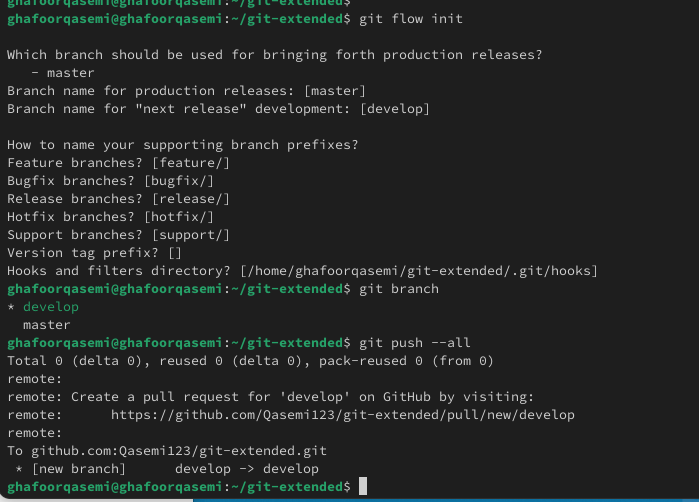 ghafoorqasemi@ghafoorqasemi:~/git-extended$
ghafoorqasemi@ghafoorqasemi:~/git-extended$ git flow init
Which branch should be used for bringing forth production releases?
   - master
Branch name for production releases: [master]
Branch name for "next release" development: [develop]
How to name your supporting branch prefixes?
Feature branches? [feature/]
Bugfix branches? [bugfix/]
Release branches? [release/]
Hotfix branches? [hotfix/]
Support branches? [support/]
Version tag prefix? []
Hooks and filters directory? [/home/ghafoorqasemi/git-extended/.git/hooks]
ghafoorqasemi@ghafoorqasemi:~/git-extended$ git branch
* develop
  master
ghafoorqasemi@ghafoorqasemi:~/git-extended$ git push --all
Total 0 (delta 0), reused 0 (delta 0), pack-reused 0 (from 0)
remote:
remote: Create a pull request for 'develop' on GitHub by visiting:
remote:      https://github.com/Qasemi123/git-extended/pull/new/develop
remote:
To github.com:Qasemi123/git-extended.git
 * [new branch]      develop -> develop
ghafoorqasemi@ghafoorqasemi:~/git-extended$